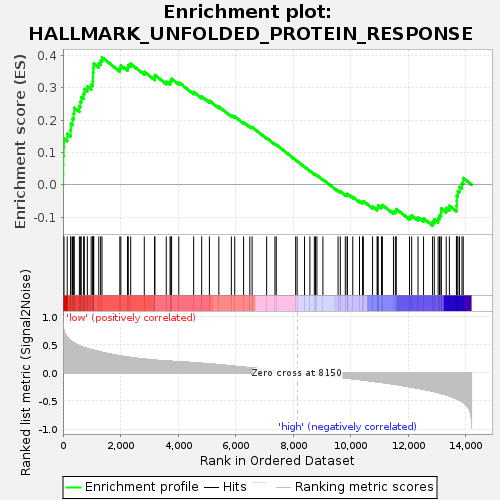 Enrichment plot:
HALLMARK_UNFOLDED_PROTEIN_RESPONSE
Enrichment score (ES)
0.4
0.3
0.2
0.1
0.0
-0.1
Ranked list metric (Signal2Noise)
1.0
0.5
0.0
-0.5
-1.0
'low' (positively correlated)
Zero cross at 8150
'high' (negatively correlated)
0 2,000 4,000 6,000 8,000 10,000 12,000 14,000
Rank in Ordered Dataset
Enrichment profile Hits Ranking metric scores